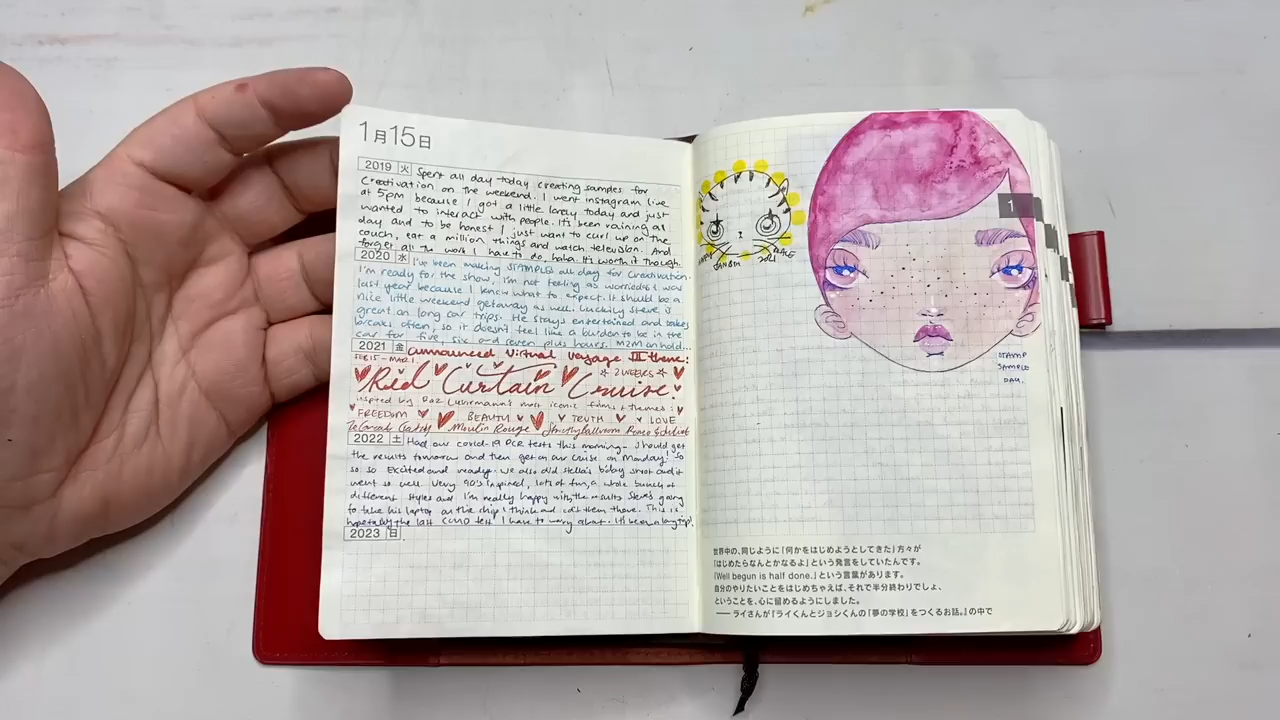 1月15日
2019 火 Spent all day today creating samples for
Creativation on the weekend. I went instagram live
at 5pm because I got a little lonely today and just
wanted to interact with people. It's been raining all
day and to be honest I just want to curl up on the
couch, eat a million things and watch television. And
forget all the work I have to do, haha. It's worth it though.
2020 水 I've been making SAMPLES all day for Creativation.
I'm ready for the show, I'm not feeling as worried as I was
last year because I know what to expect. It should be a
nice little weekend getaway as well. Luckily Steve is
great on long car trips. He stays entertained and takes
breaks often, so it doesn't feel like a burden to be in the
car for five six and seven plus hours. M2M on hold...
2021 金 announced Virtual Voyage III theme:
FEB 15 - MAR 1.
Red Curtain Cruise
☆ 2 WEEKS ☆
inspired by Baz Luhrmann's most iconic films & themes:
FREEDOM BEAUTY TRUTH LOVE
Moulin Rouge Strictly Ballroom Romeo & Juliet
2022 土 Had our covid-19 PCR tests this morning - should get
the results tomorrow and then get on our cruise on Monday! So
so so Excited and ready. We also did Stella's b'day shoot and it
went so well. Very 90's inspired, lots of fun, a whole bunch of
different styles and I'm really happy with the results. Steve's going
to take his laptop on the ship I think and edit them there. This is
hopefully the last COVID test I have to worry about. It's been a long trip!
2023 日
2021
1
STAMP
SAMPLE
DAY.
世界中の、同じように「何かをはじめようとしてきた」方々が
「はじめたらなんとかなるよ」という発言をしていたんです。
「Well begun is half done.」という言葉があります。
自分のやりたいことをはじめちゃえば、それで半分終わりでしょ、
ということを、心に留めるようにしました。
—— ライさんが『ライくんとジョシくんの「夢の学校」をつくるお話。』の中で